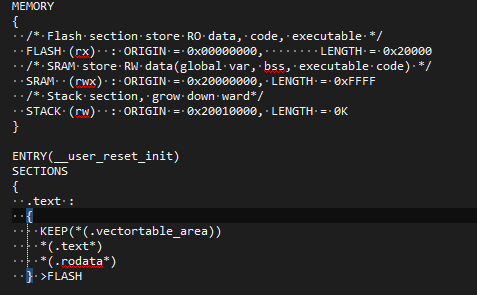 MEMORY
{
/* Flash section store RO data, code, executable */
FLASH (rx) : ORIGIN = 0x00000000, LENGTH = 0x20000
/* SRAM store RW data(global var, bss, executable code) */
SRAM (rwx) : ORIGIN = 0x20000000, LENGTH = 0xFFFF
/* Stack section, grow down ward*/
STACK (rw) : ORIGIN = 0x20010000, LENGTH = 0K
}
ENTRY(__user_reset_init)
SECTIONS
{
.text :
{
KEEP(*(.vectortable_area))
*(.text*)
*(.rodata*)
} >FLASH